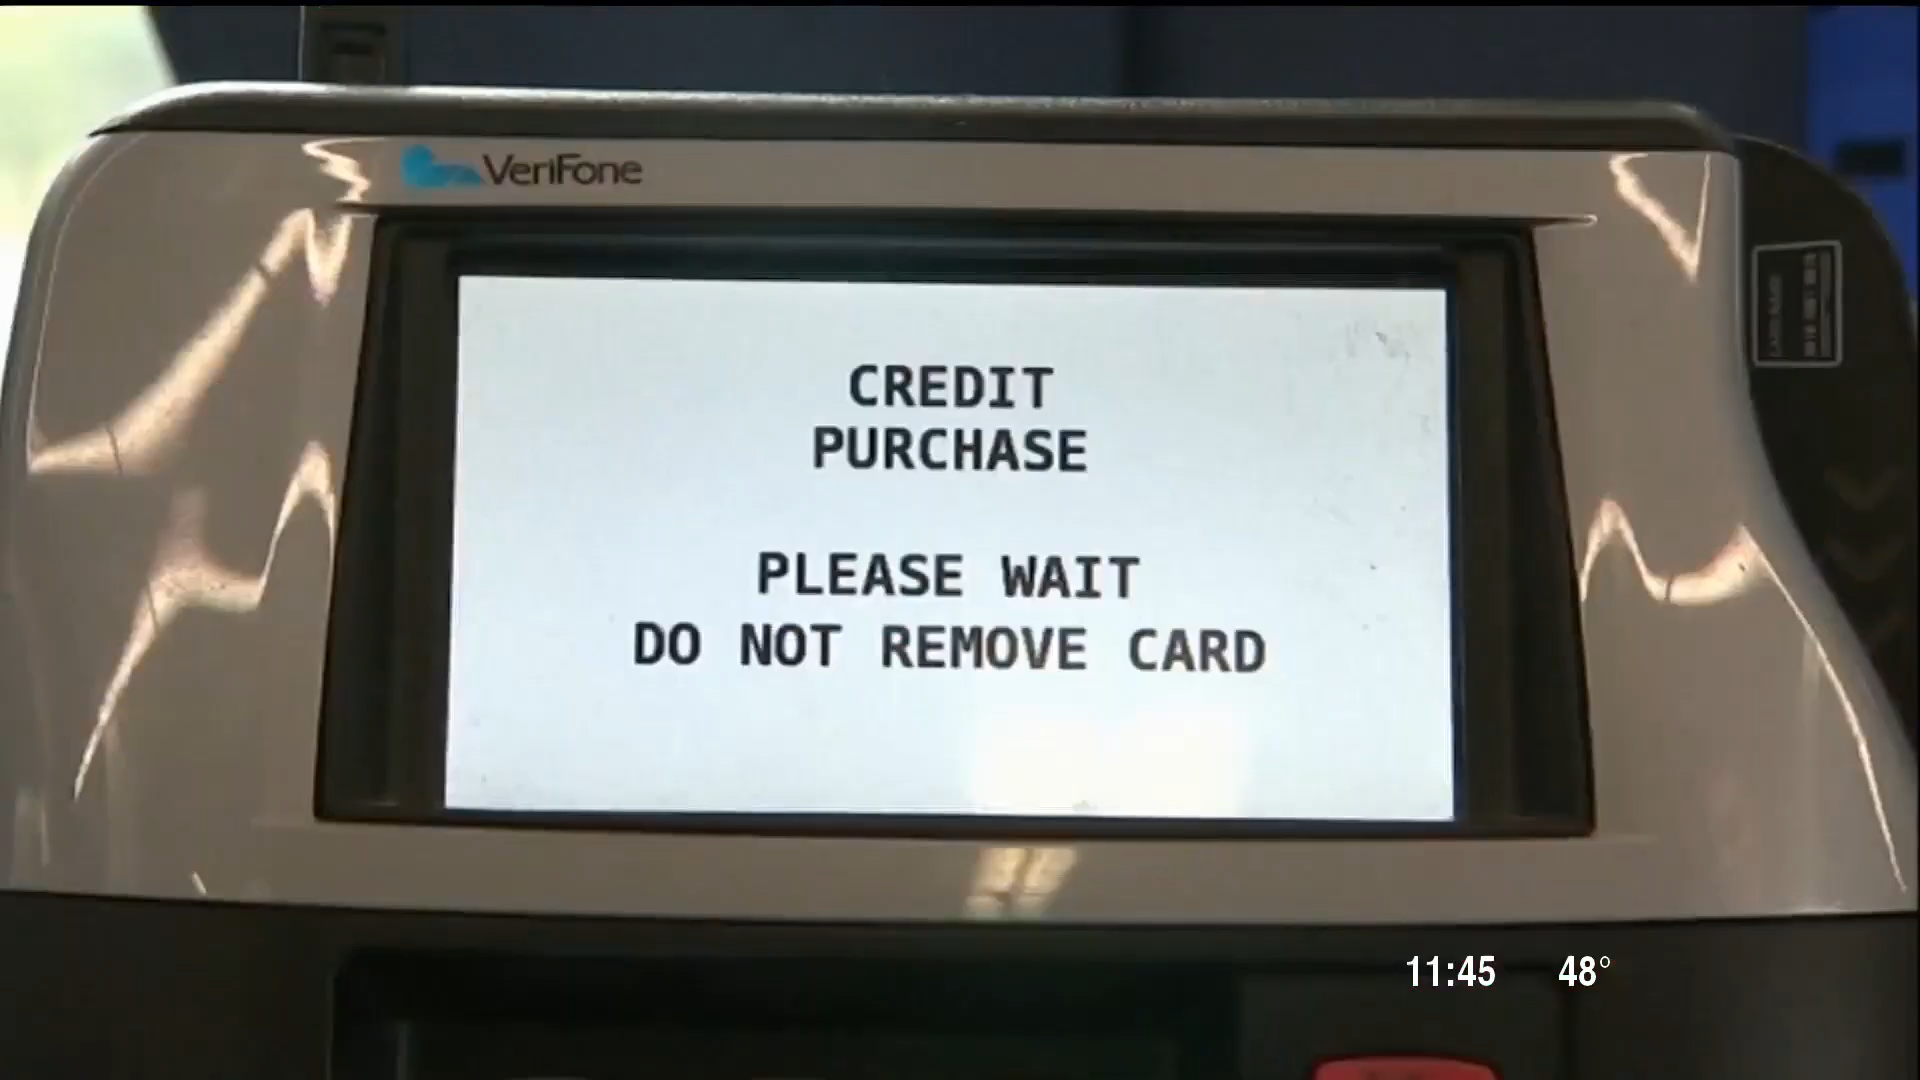 VeriFone
CREDIT
PURCHASE
PLEASE WAIT
DO NOT REMOVE CARD
11:45 48°